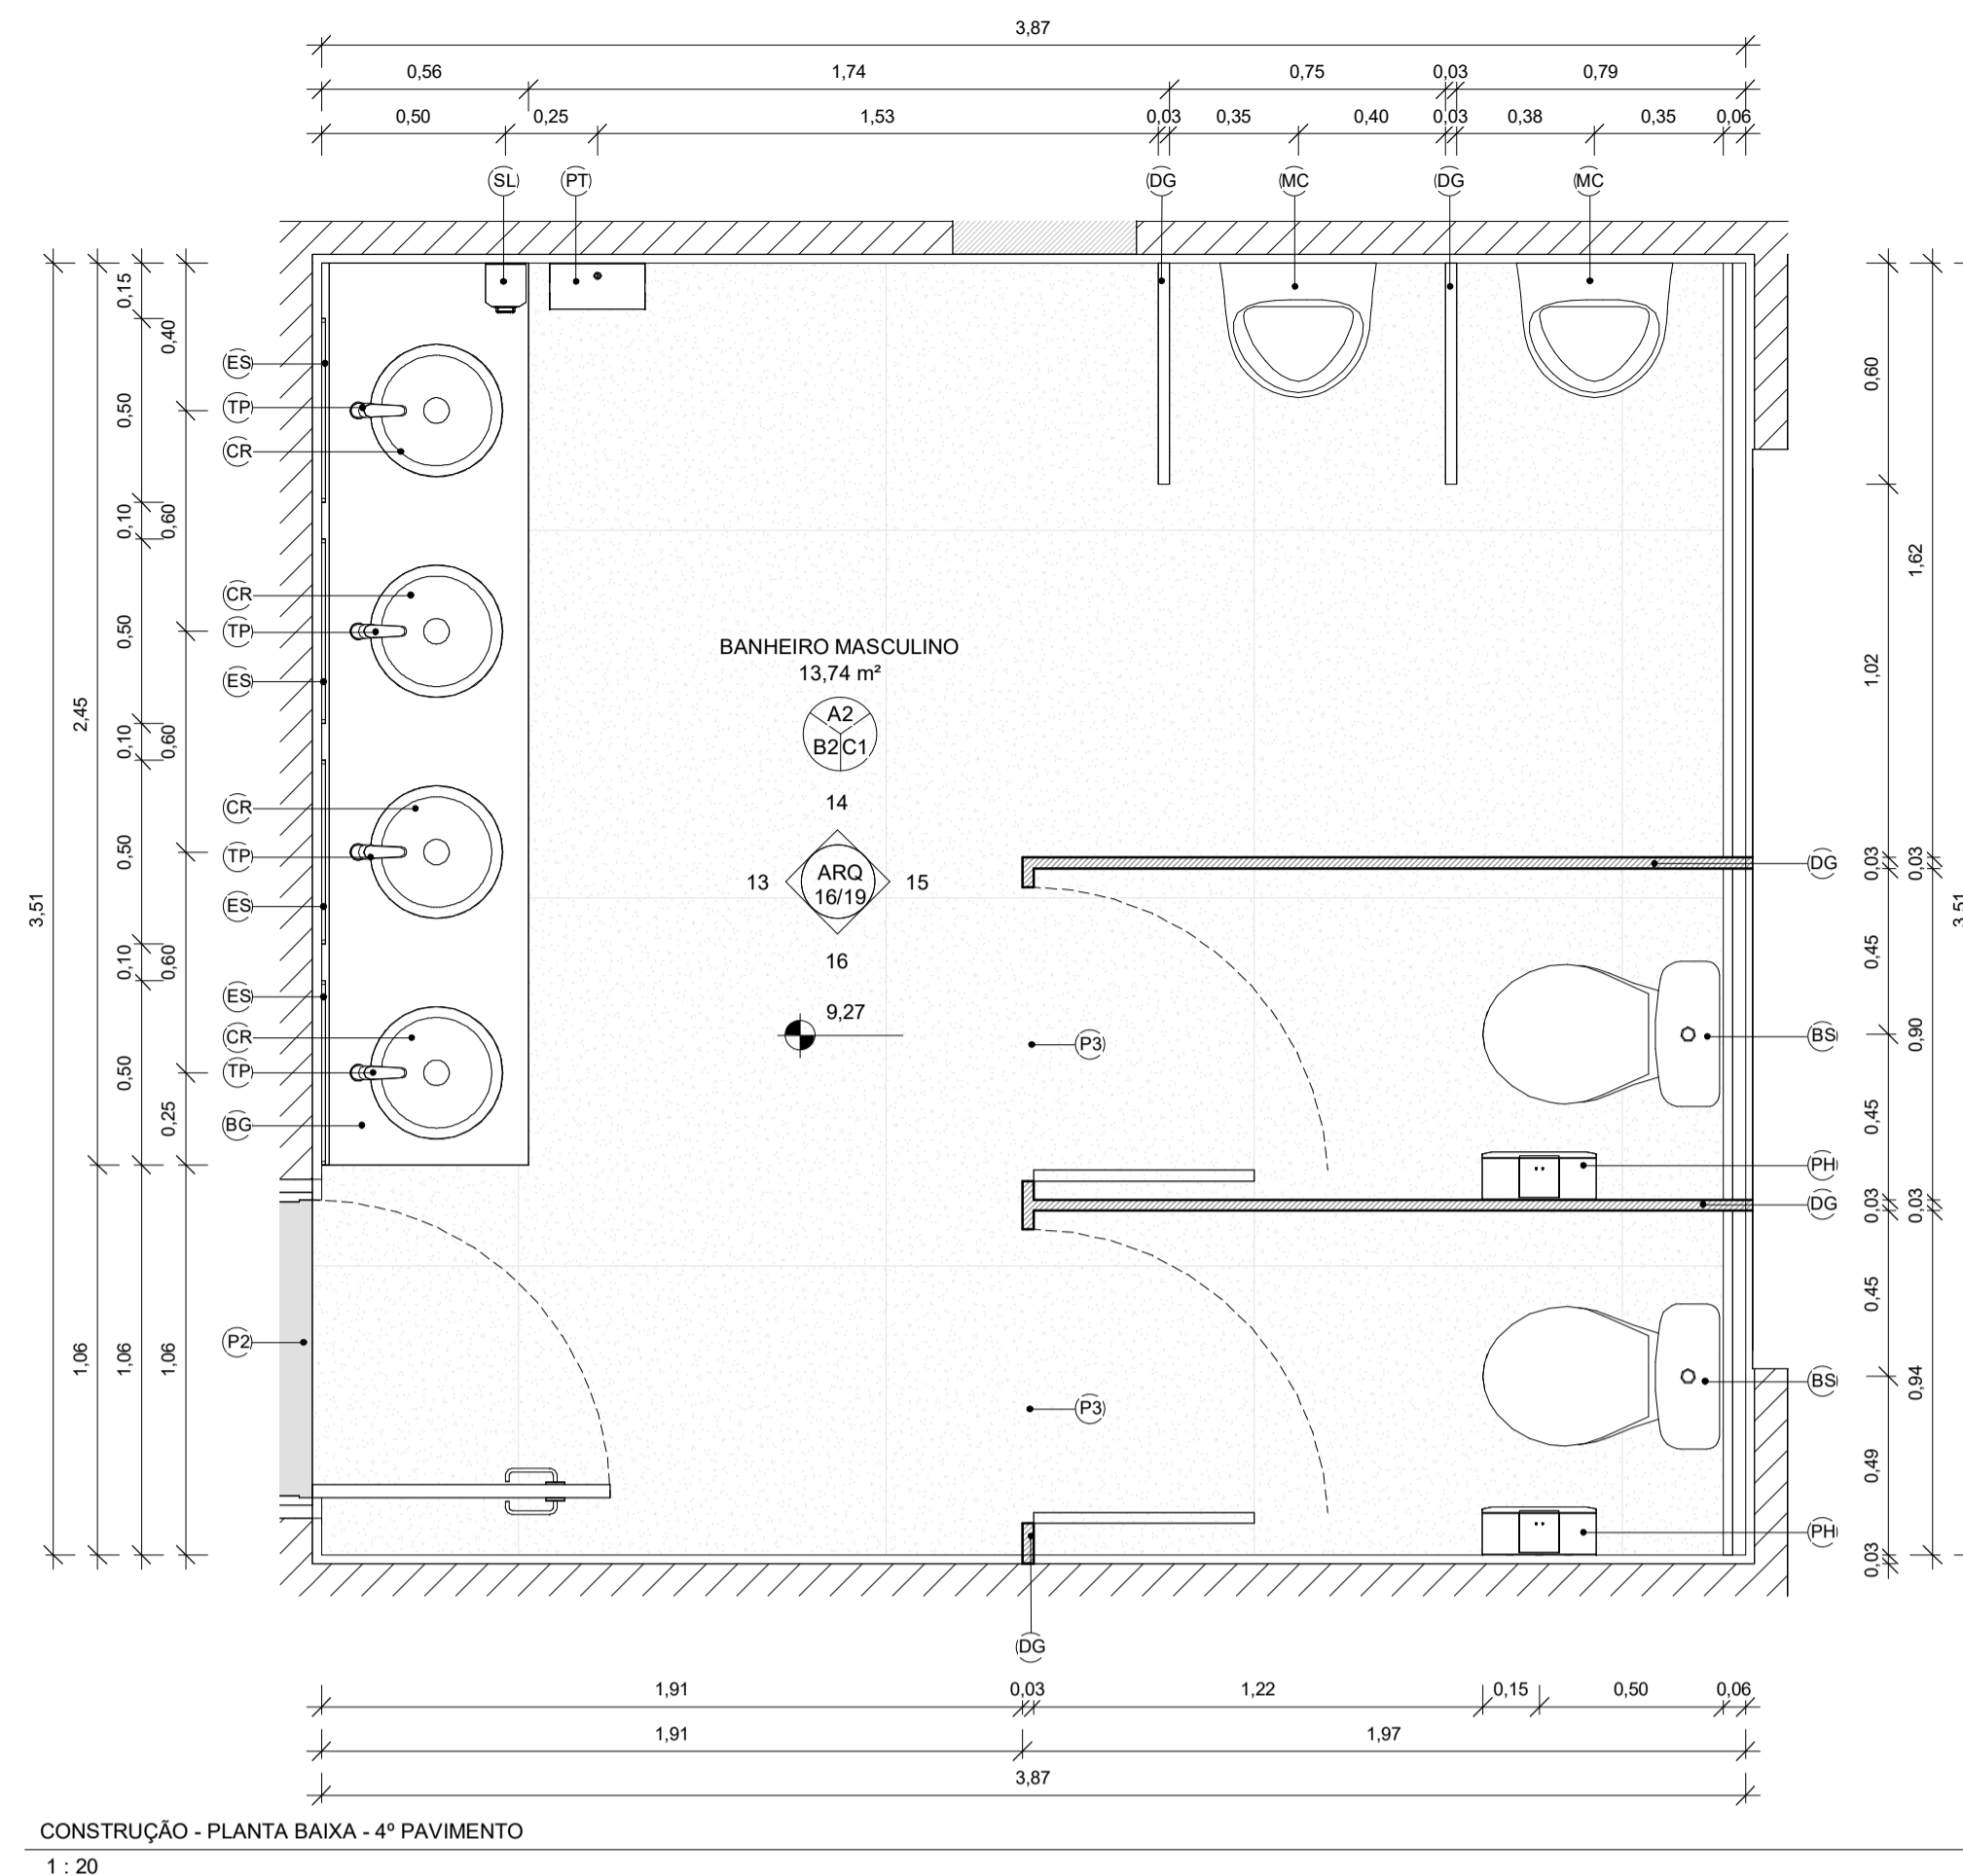 3,87
0,56 1,74 0,75 0,03 0,79
0,50 0,25 1,53 0,03 0,35 0,40 0,03 0,38 0,35 0,06
SL PT DG MC DG MC
0,15
0,40
0,50
0,10
0,60
0,50
2,45
0,10
0,60
0,50
3,51
0,10
0,60
0,50
0,25
1,06
1,06
1,06
ES
TP
CR
CR
TP
ES
CR
TP
ES
ES
CR
TP
BG
P2
BANHEIRO MASCULINO
13,74 m²
A2
B2 C1
14
13 ARQ 15
16/19
16
9,27
P3
P3
DG
BS
PH
DG
BS
PH
DG
0,60
1,62
1,02
0,03 0,03
3,51
0,45
0,90
0,45
0,03 0,03
0,45
0,94
0,49
0,03
1,91 0,03 1,22 0,15 0,50 0,06
1,91 1,97
3,87
CONSTRUÇÃO - PLANTA BAIXA - 4º PAVIMENTO
1 : 20